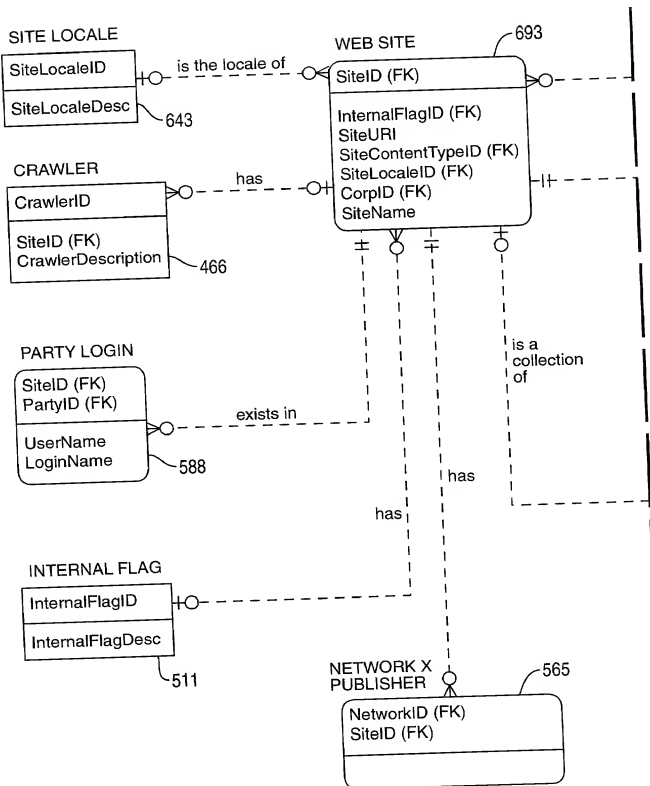 SITE LOCALE
SiteLocaleID
SiteLocaleDesc
643
is the locale of
WEB SITE
693
SiteID (FK)
InternalFlagID (FK)
SiteURI
SiteContentTypeID (FK)
SiteLocaleID (FK)
CorpID (FK)
SiteName
CRAWLER
CrawlerID
SiteID (FK)
CrawlerDescription
466
has
PARTY LOGIN
SiteID (FK)
PartyID (FK)
UserName
LoginName
588
exists in
is a
collection
of
has
has
INTERNAL FLAG
InternalFlagID
InternalFlagDesc
511
NETWORK X
PUBLISHER
565
NetworkID (FK)
SiteID (FK)